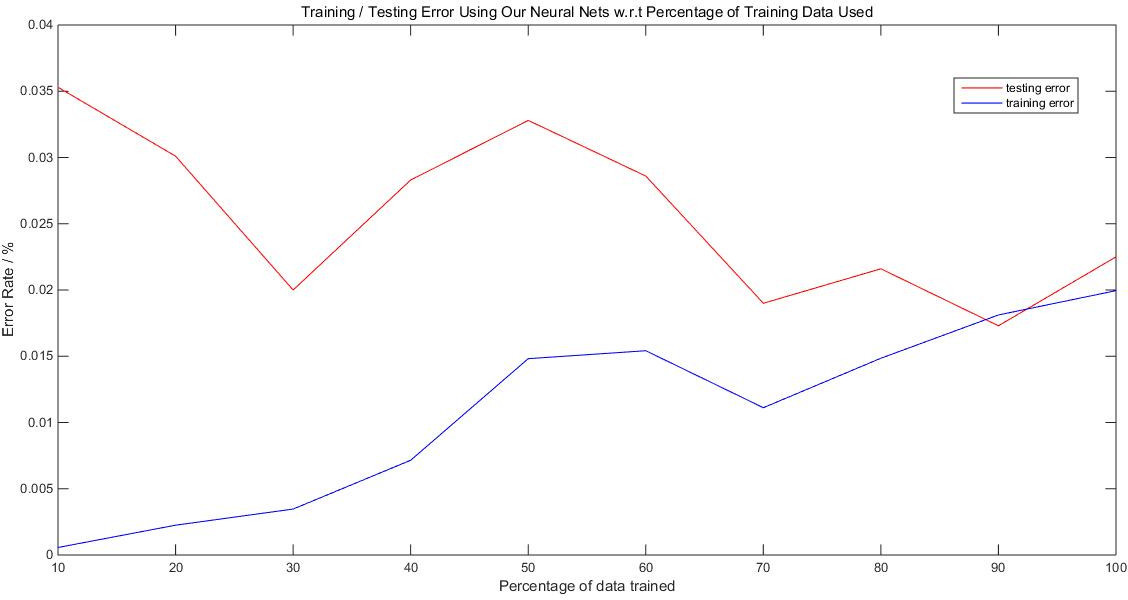 Training / Testing Error Using Our Neural Nets w.r.t Percentage of Training Data Used
0.04
0.035
0.03
0.025
0.02
0.015
0.01
0.005
0
Error Rate / %
testing error
training error
10 20 30 40 50 60 70 80 90 100
Percentage of data trained